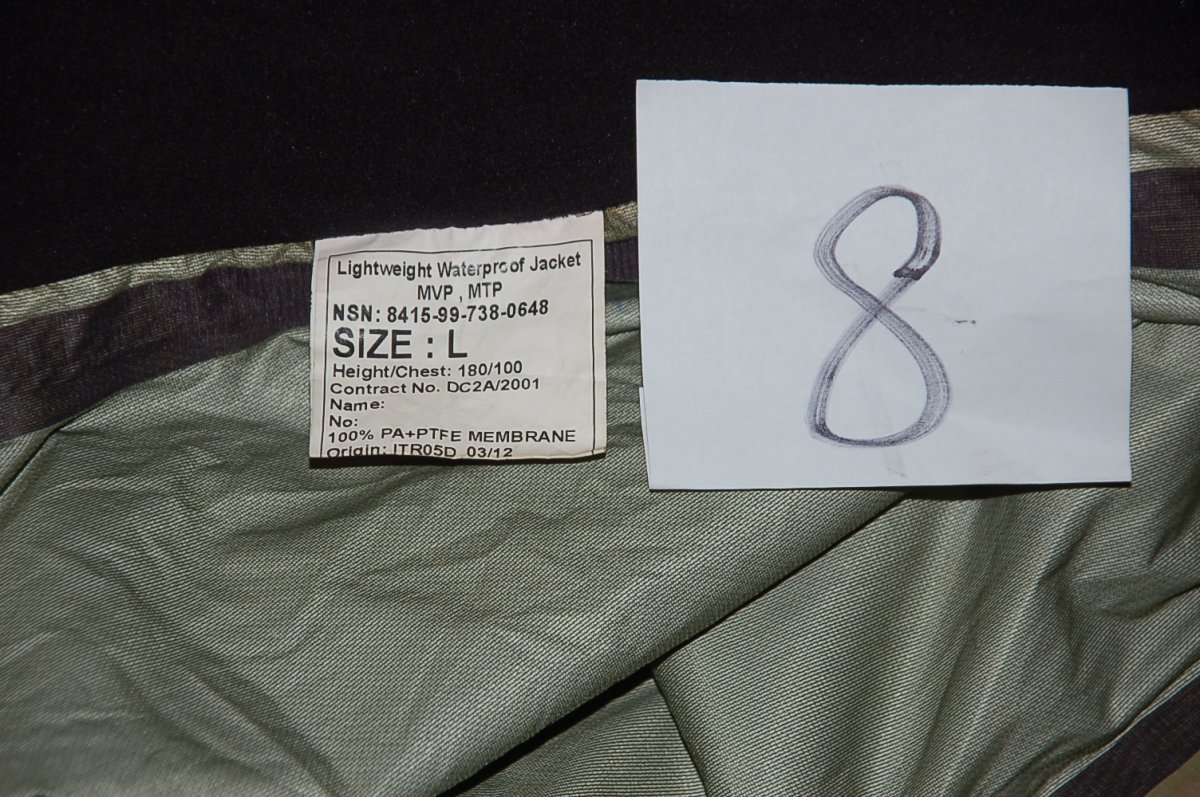 Lightweight Waterproof Jacket
MVP , MTP
NSN: 8415-99-738-0648
SIZE : L
Height/Chest: 180/100
Contract No. DC2A/2001
Name:
No:
100% PA+PTFE MEMBRANE
Origin: ITR05D 03/12
8